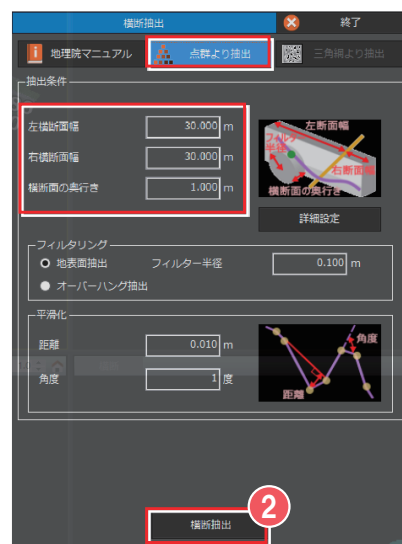 横断抽出 終了
地理院マニュアル 点群より抽出 三角網より抽出
抽出条件
左横断面幅 30.000 m
右横断面幅 30.000 m
横断面の奥行き 1.000 m
左断面幅
フィルタ
半径
右断面幅
横断面の奥行き
詳細設定
フィルタリング
地表面抽出 フィルター半径 0.100 m
オーバーハング抽出
平滑化
距離 0.010 m
角度 1 度
角度
距離
2
横断抽出